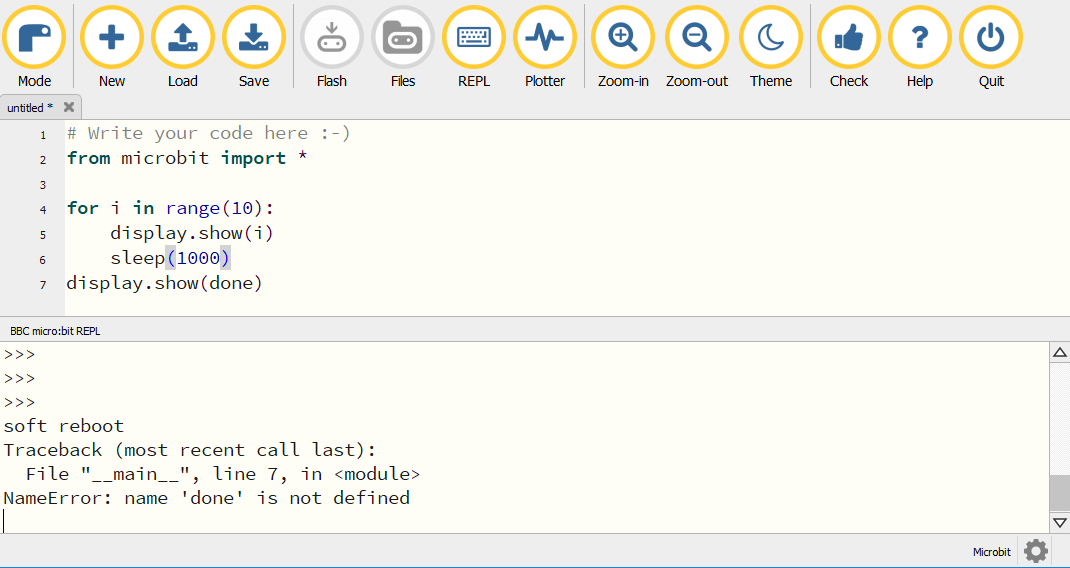 Mode New Load Save Flash Files REPL Plotter Zoom-in Zoom-out Theme Check Help Quit
untitled *
1 # Write your code here :-)
2 from microbit import *
3
4 for i in range(10):
5     display.show(i)
6     sleep(1000)
7 display.show(done)
BBC micro:bit REPL
>>>
>>>
>>>
soft reboot
Traceback (most recent call last):
  File "__main__", line 7, in <module>
NameError: name 'done' is not defined
Microbit